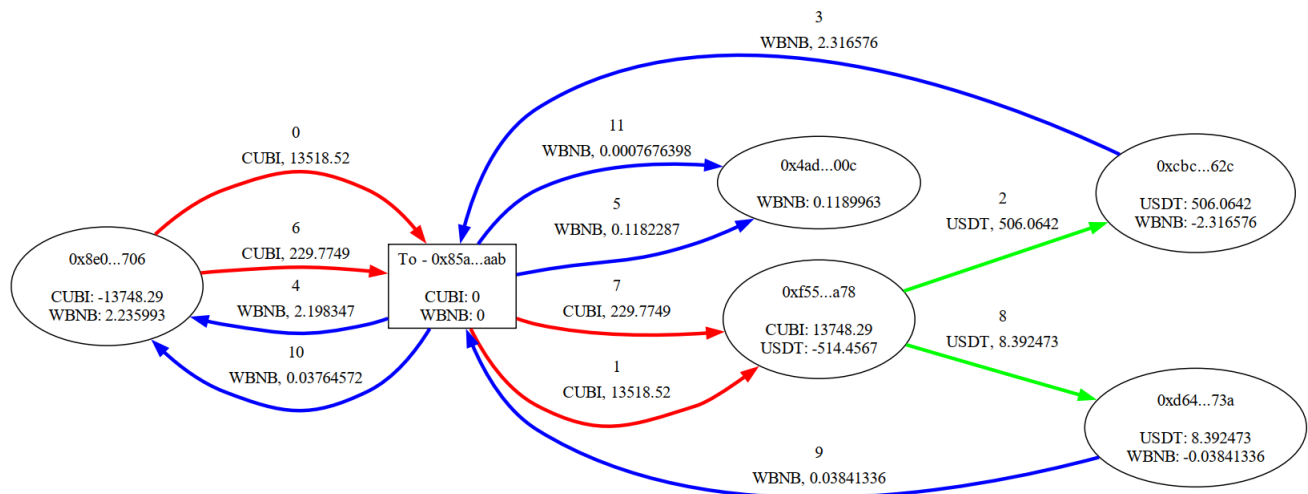 3
WBNB, 2.316576
0
CUBI, 13518.52
11
WBNB, 0.0007676398
0x4ad...00c
WBNB: 0.1189963
0xcbc...62c
USDT: 506.0642
WBNB: -2.316576
2
USDT, 506.0642
5
WBNB, 0.1182287
6
CUBI, 229.7749
0x8e0...706
CUBI: -13748.29
WBNB: 2.235993
To - 0x85a...aab
CUBI: 0
WBNB: 0
4
WBNB, 2.198347
7
CUBI, 229.7749
0xf55...a78
CUBI: 13748.29
USDT: -514.4567
8
USDT, 8.392473
10
WBNB, 0.03764572
1
CUBI, 13518.52
0xd64...73a
USDT: 8.392473
WBNB: -0.03841336
9
WBNB, 0.03841336